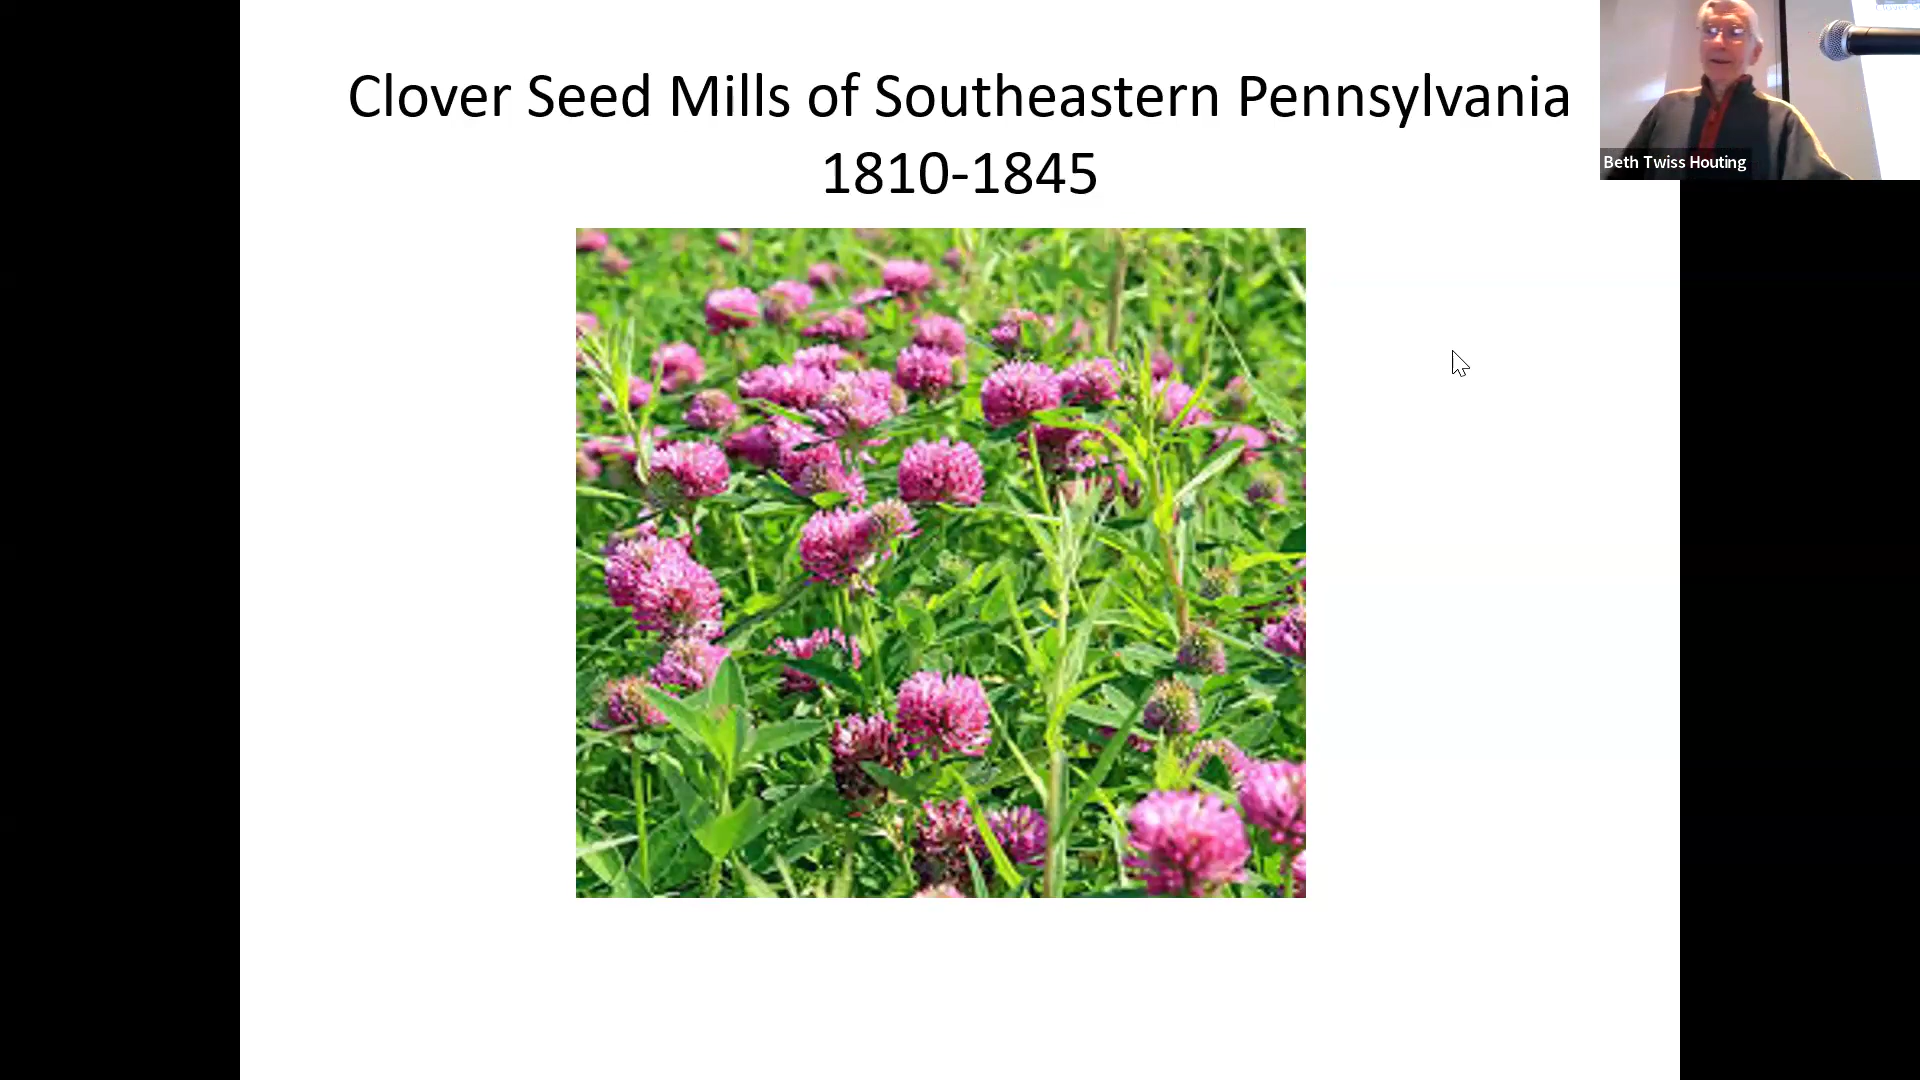 Clover Seed Mills of Southeastern Pennsylvania
1810-1845
Beth Twiss Houting